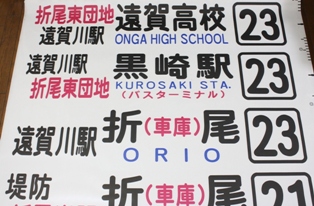 折尾東団地 遠賀高校 23
遠賀川駅 ONGA HIGH SCHOOL
遠賀川駅 黒崎駅 23
折尾東団地 KUROSAKI STA.
(バスターミナル)
遠賀川駅 折(車庫)尾 23
ORIO
堤防 折(車庫)尾 21